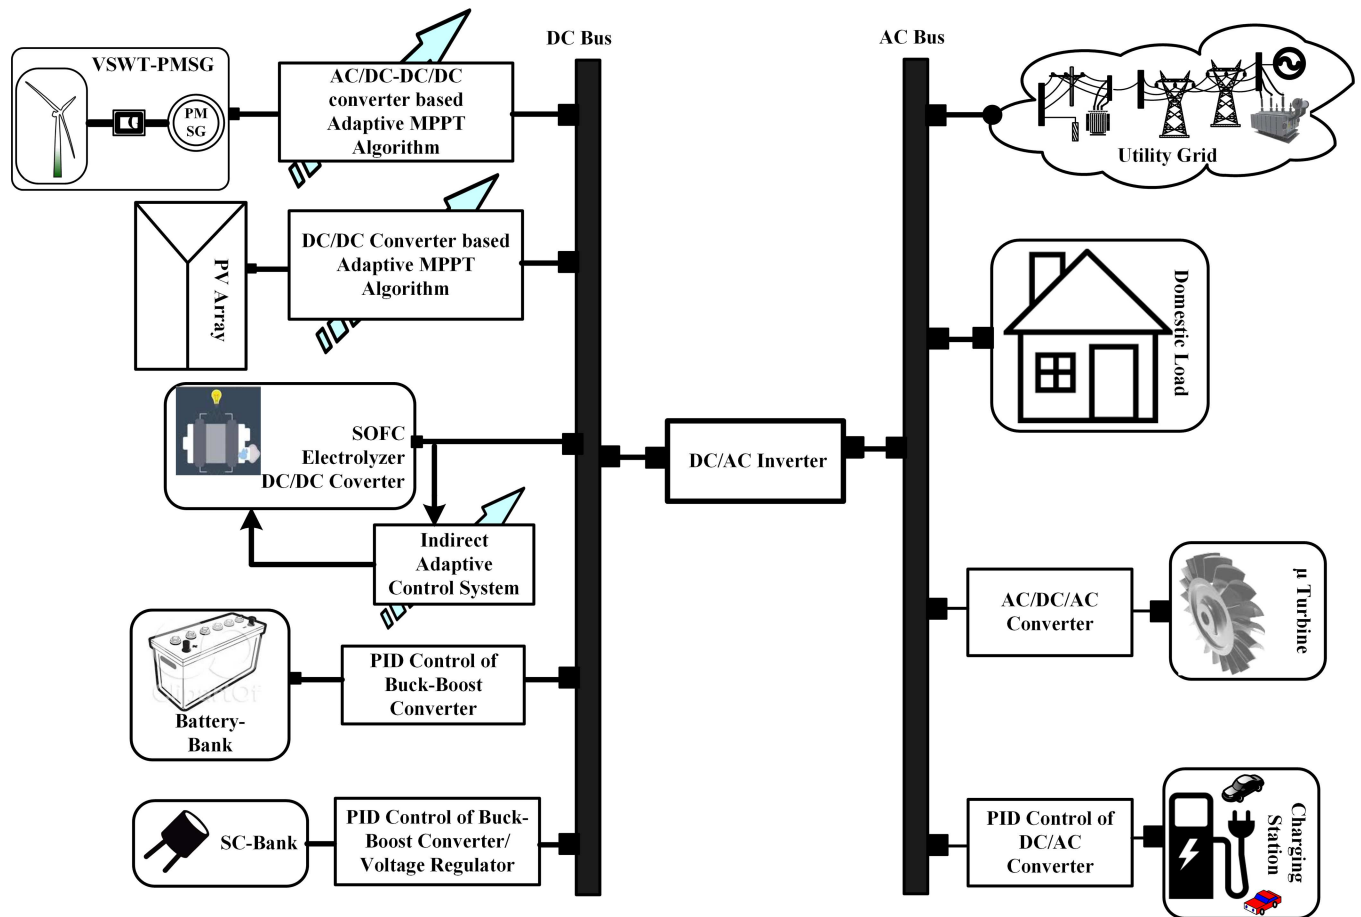 DC Bus
AC Bus
VSWT-PMSG
PM
SG
AC/DC-DC/DC
converter based
Adaptive MPPT
Algorithm
Utility Grid
PV Array
DC/DC Converter based
Adaptive MPPT
Algorithm
Domestic Load
SOFC
Electrolyzer
DC/DC Coverter
DC/AC Inverter
Indirect
Adaptive
Control System
AC/DC/AC
Converter
μ Turbine
Battery-
Bank
PID Control of
Buck-Boost
Converter
SC-Bank
PID Control of Buck-
Boost Converter/
Voltage Regulator
PID Control of
DC/AC
Converter
Charging
Station